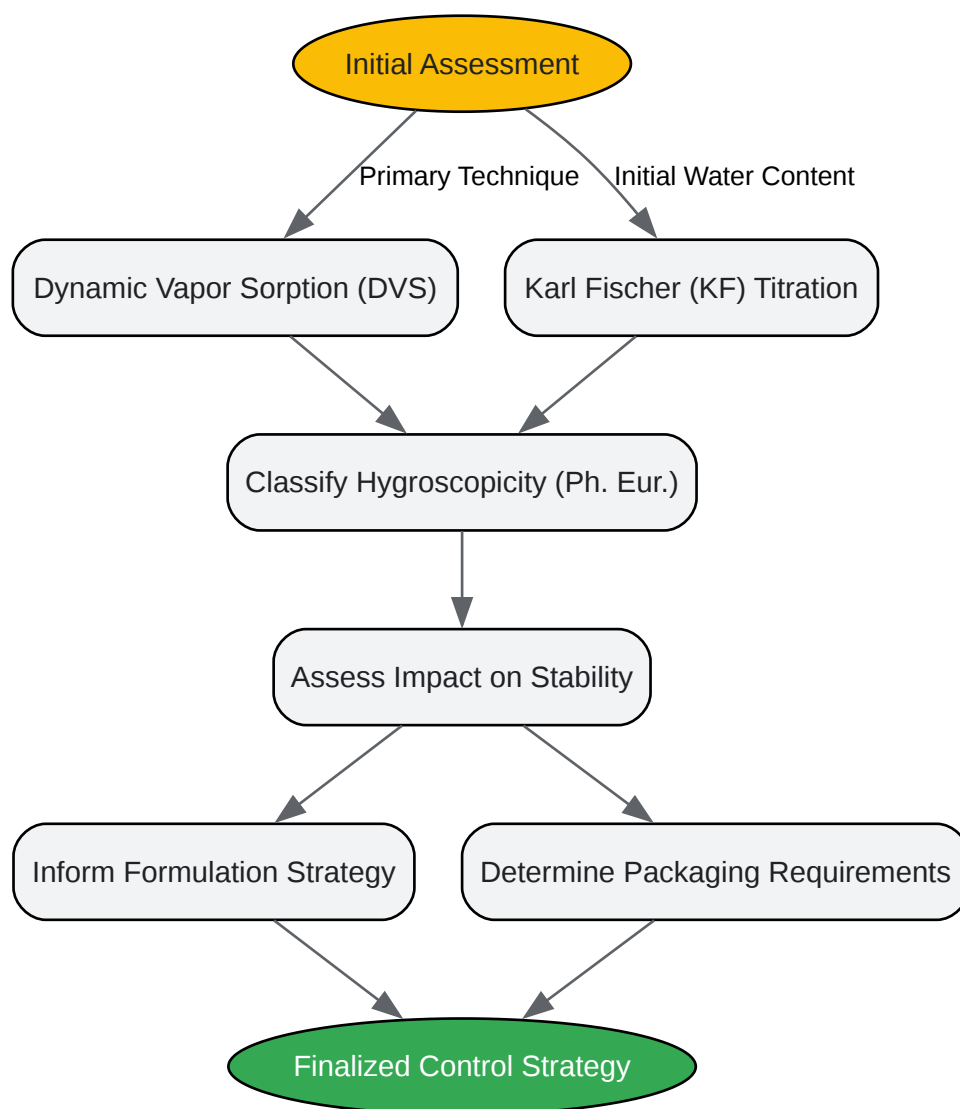 Initial Assessment
Primary Technique
Initial Water Content
Dynamic Vapor Sorption (DVS)
Karl Fischer (KF) Titration
Classify Hygroscopicity (Ph. Eur.)
Assess Impact on Stability
Inform Formulation Strategy
Determine Packaging Requirements
Finalized Control Strategy